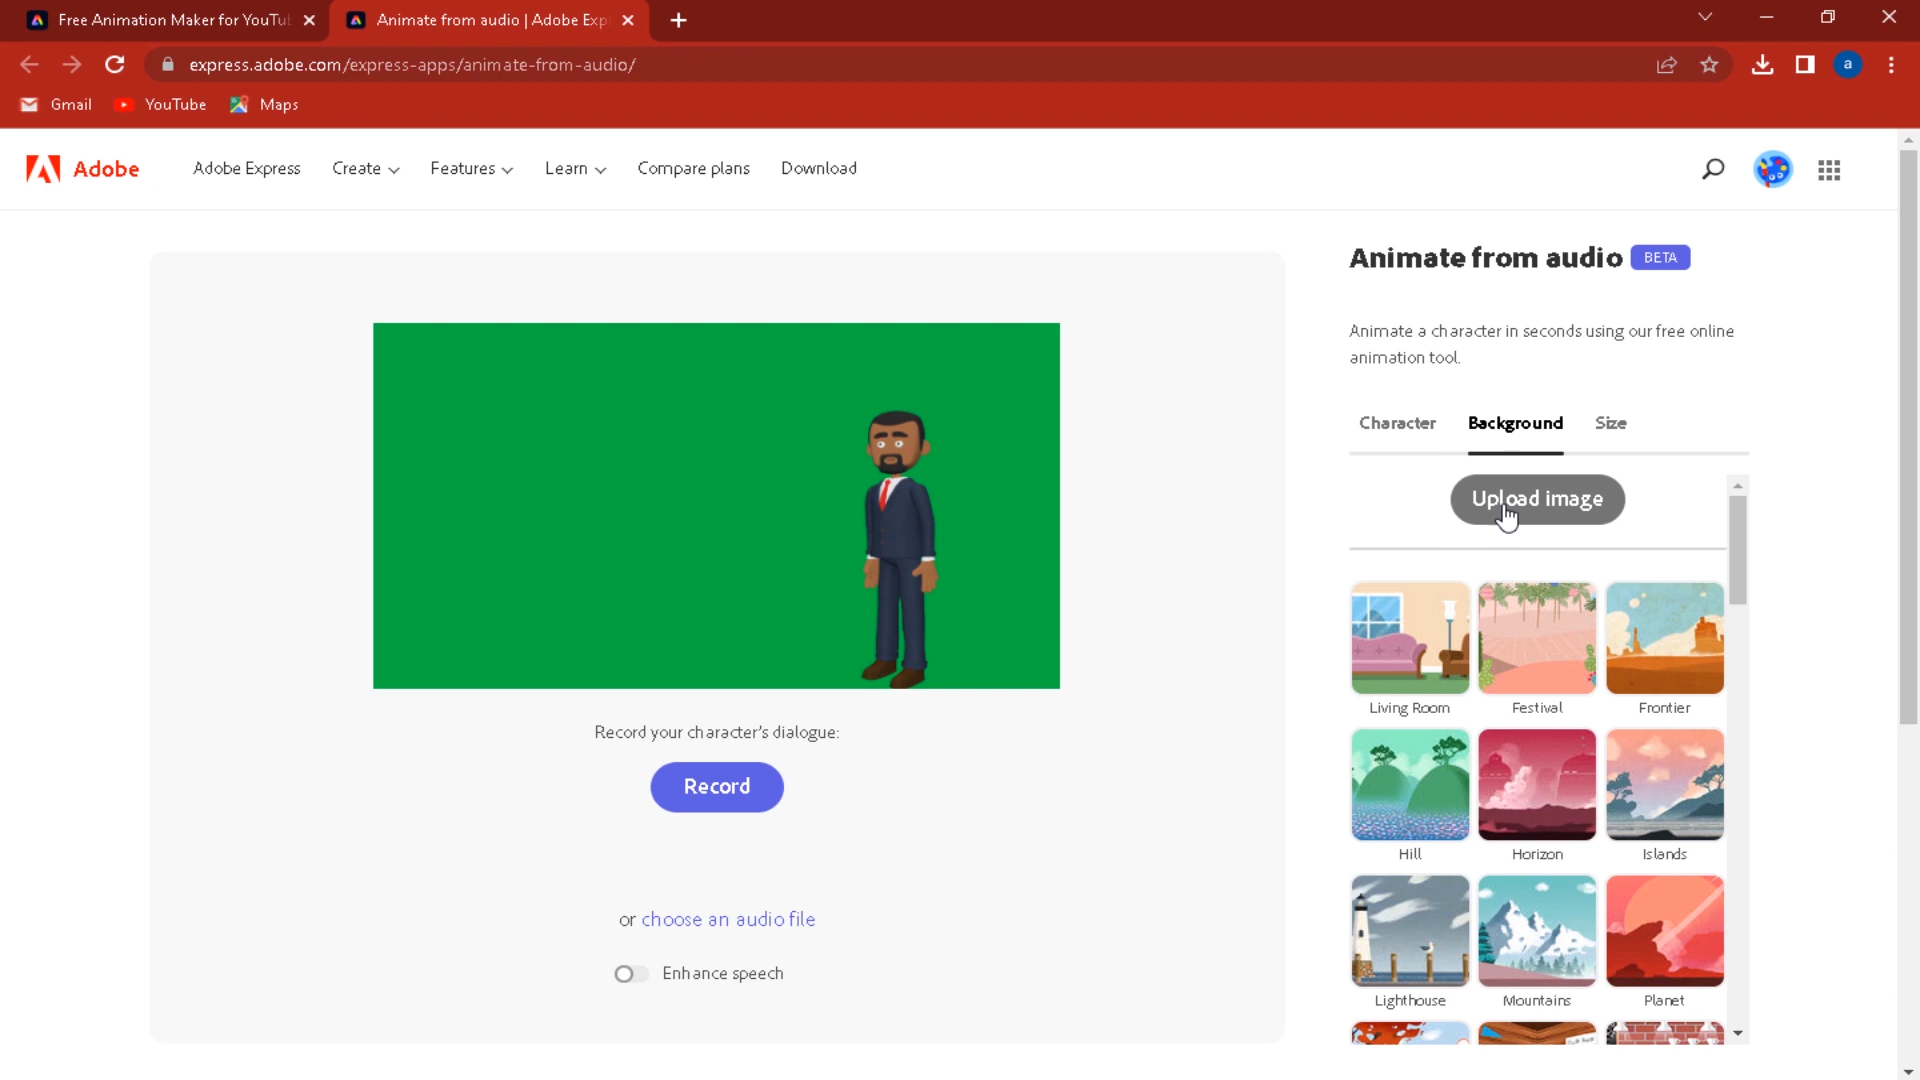 Free Animation Maker for YouTu
Animate from audio | Adobe Exp
express.adobe.com/express-apps/animate-from-audio/
a
Gmail
YouTube
Maps
Adobe
Adobe Express
Create
Features
Learn
Compare plans
Download
Animate from audio
BETA
Animate a character in seconds using our free online
animation tool.
Character
Background
Size
Upload image
Living Room
Festival
Frontier
Hill
Horizon
Islands
Lighthouse
Mountains
Planet
Record your character's dialogue:
Record
or choose an audio file
Enhance speech